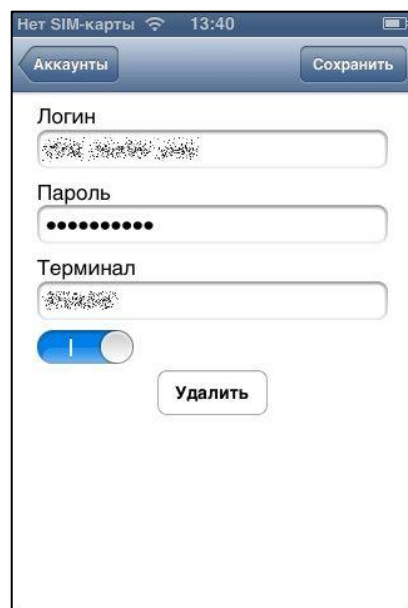 Нет SIM-карты 13:40
Аккаунты Сохранить
Логин
Пароль
••••••••••
Терминал
Удалить